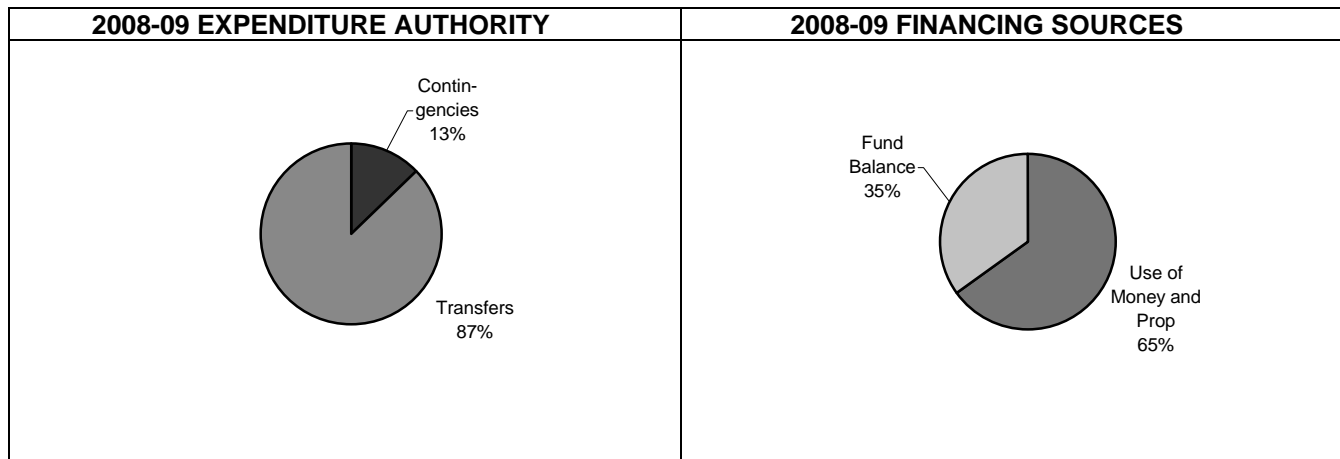 2008-09 EXPENDITURE AUTHORITY
Contin-
gencies
13%
Transfers
87%
2008-09 FINANCING SOURCES
Fund
Balance
35%
Use of
Money and
Prop
65%